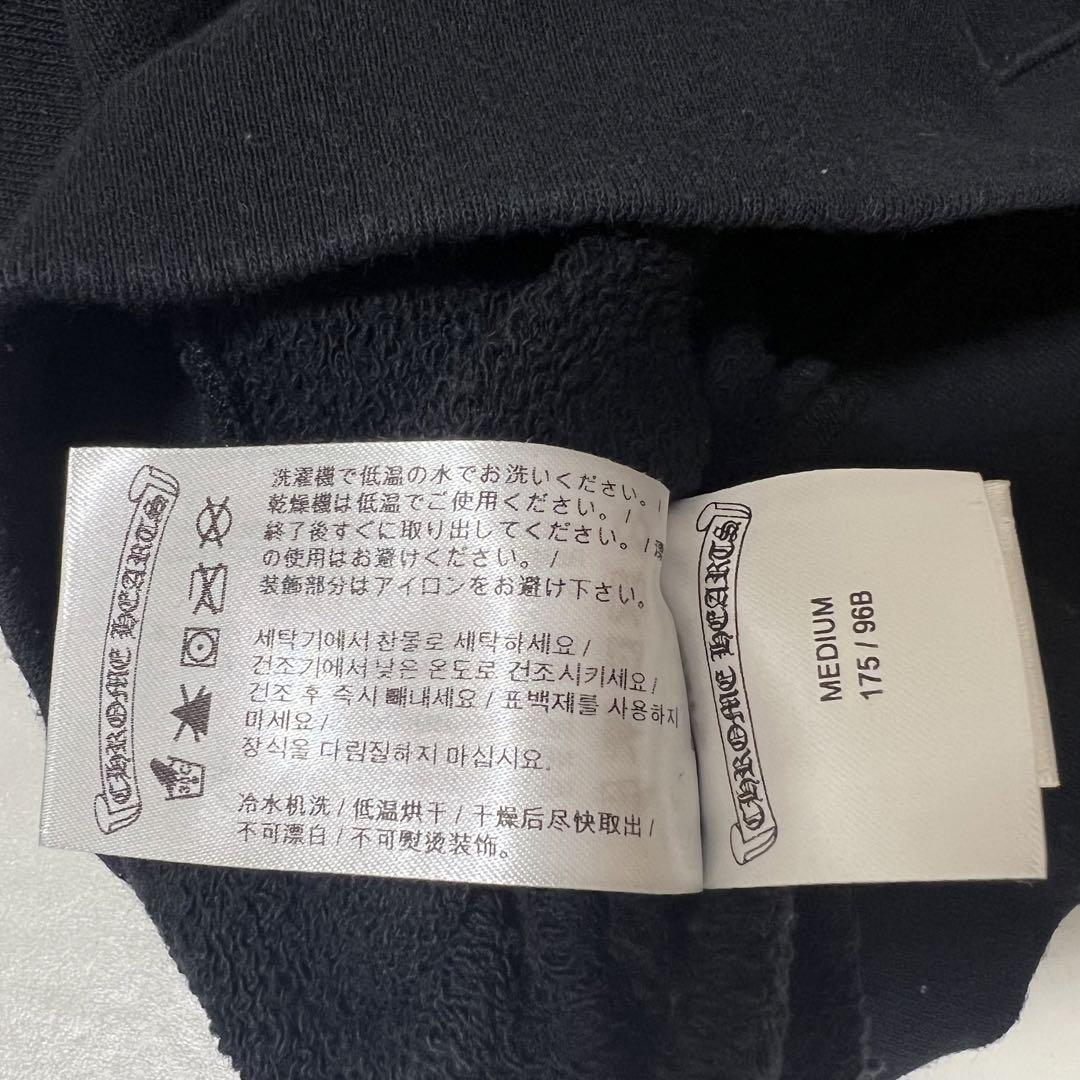 CHROME HEARTS
洗濯機で低温の水でお洗いください。/
乾燥機は低温でご使用ください。/
終了後すぐに取り出してください。/
の使用はお避けください。/
装飾部分はアイロンをお避け下さい。
세탁기에서 찬물로 세탁하세요 /
건조기에서 낮은 온도로 건조시키세요 /
건조 후 즉시 빼내세요 / 표백제를 사용하지
마세요 /
장식을 다림질하지 마십시요.
冷水机洗 / 低温烘干 / 干燥后尽快取出 /
不可漂白 / 不可熨烫装饰。
CHROME HEARTS
MEDIUM
175 / 96B